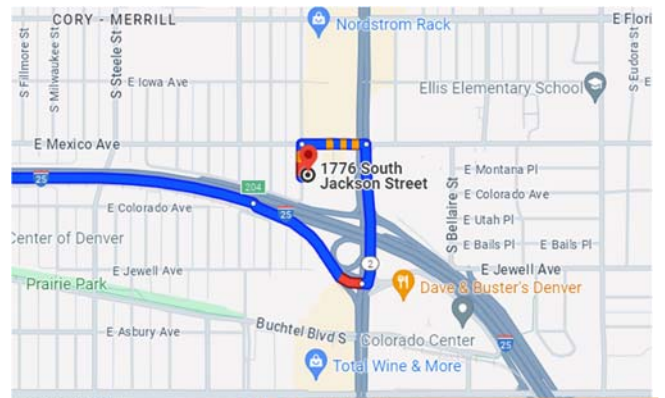 CORY - MERRILL
Nordstrom Rack
E Flori
S Fillmore St
S Milwaukee St
S Steele St
E Iowa Ave
Ellis Elementary School
S Eudora St
S E
E Mexico Ave
1776 South
Jackson Street
E Montana Pl
25
204
E Colorado Ave
E Colorado Ave
25
S Bellaire St
E Utah Pl
Center of Denver
E Bails Pl
E Bails Pl
2
E Jewell Ave
E Jewell Ave
Prairie Park
Dave & Buster's Denver
E Asbury Ave
Buchtel Blvd S
Colorado Center
25
Total Wine & More